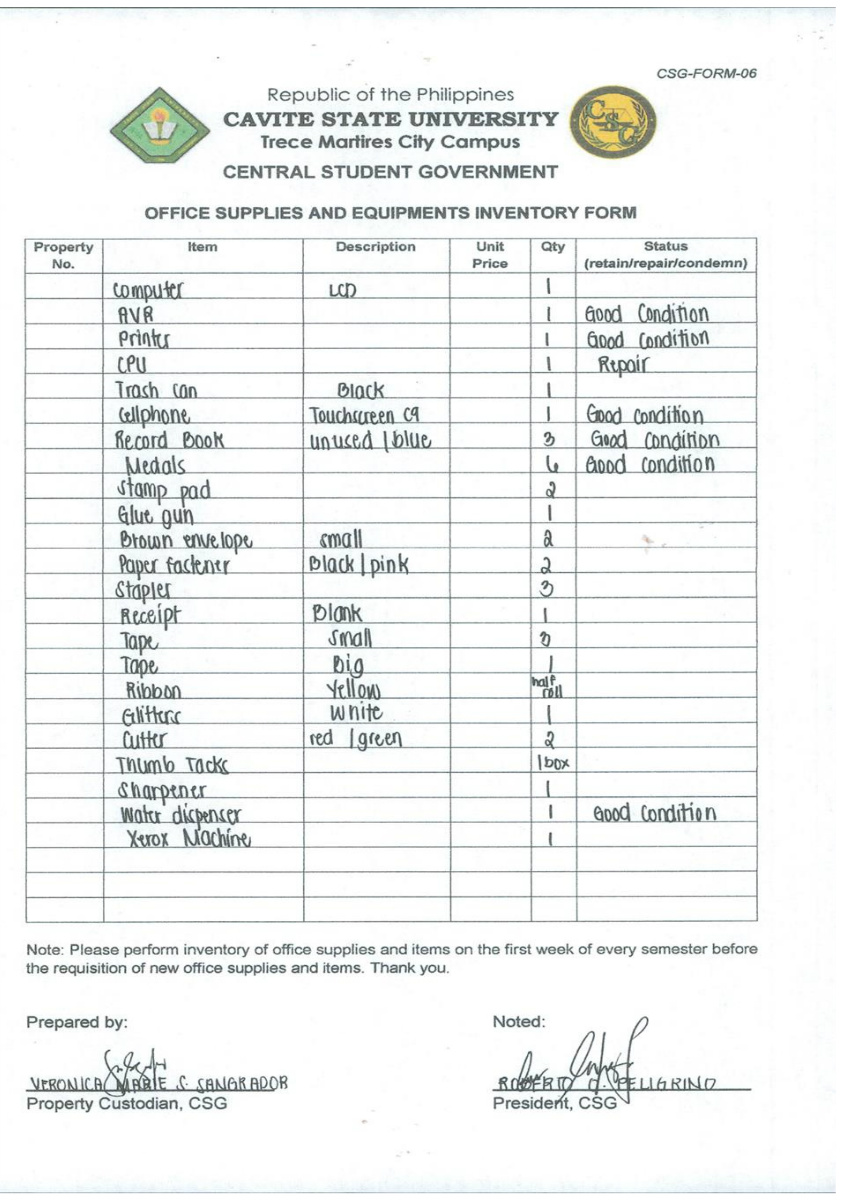 CSG-FORM-06
Republic of the Philippines
CAVITE STATE UNIVERSITY
Trece Martires City Campus
CENTRAL STUDENT GOVERNMENT
CSG
OFFICE SUPPLIES AND EQUIPMENTS INVENTORY FORM
Property No. Item Description Unit Price Qty Status (retain/repair/condemn)
Computer LCD 1
AVR 1 Good Condition
Printer 1 Good Condition
CPU 1 Repair
Trash Can Black 1
Cellphone Touchscreen C9 1 Good Condition
Record Book unused | blue 3 Good Condition
Medals 6 Good Condition
Stamp pad 2
Glue gun 1
Brown envelope small 2
Paper fastener Black | pink 2
Stapler 3
Receipt Blank 1
Tape small 3
Tape Big 1
Ribbon Yellow half roll
Glitters White 1
Cutter red | green 2
Thumb Tacks 1 box
Sharpener 1
Water dispenser 1 Good Condition
Xerox Machine 1
Note: Please perform inventory of office supplies and items on the first week of every semester before
the requisition of new office supplies and items. Thank you.
Prepared by: Noted:
VERONICA MARIE S. SANGRADOR ROBERTO PELIGRINO
Property Custodian, CSG President, CSG